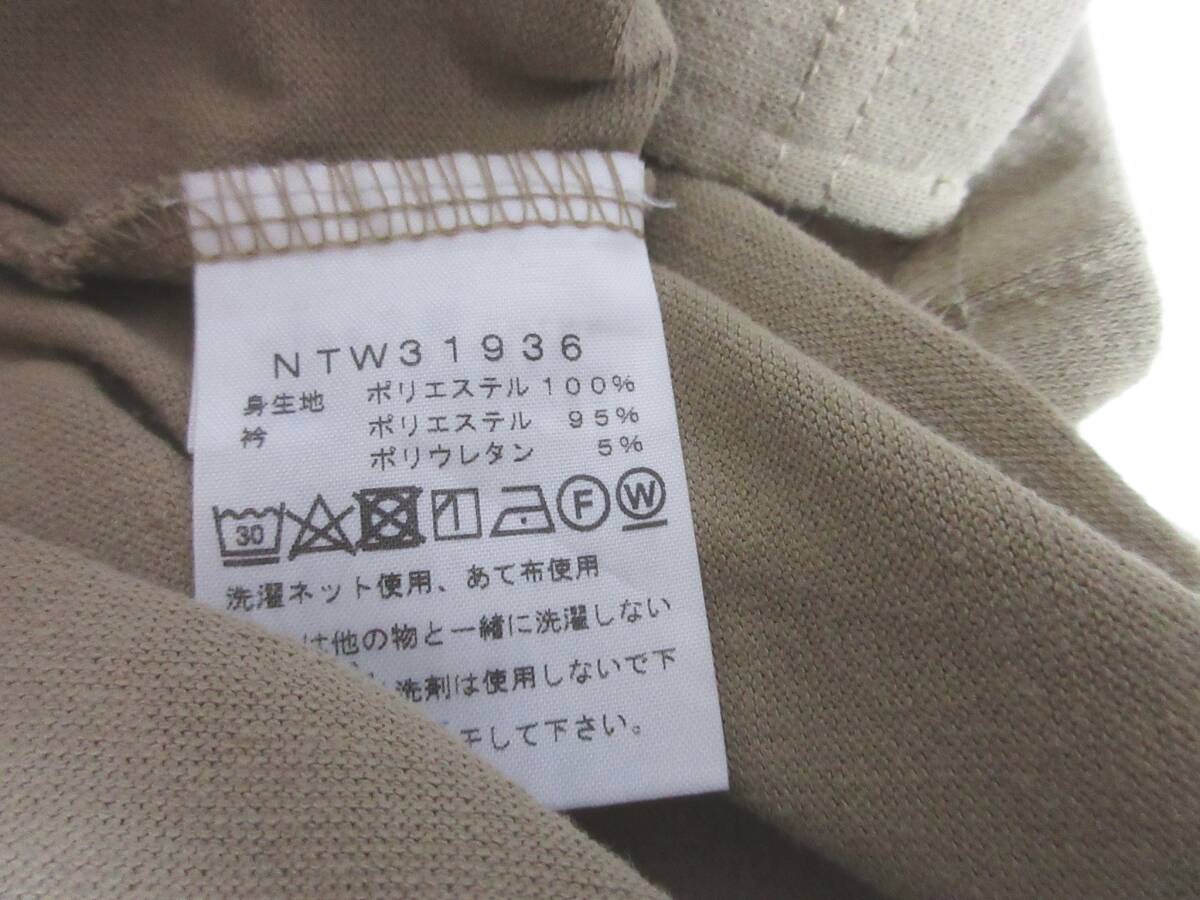 NTW31936
身生地 ポリエステル 100%
衿 ポリエステル 95%
ポリウレタン 5%
30 F W
洗濯ネット使用、あて布使用
は他の物と一緒に洗濯しない
洗剤は使用しないで下
干して下さい。